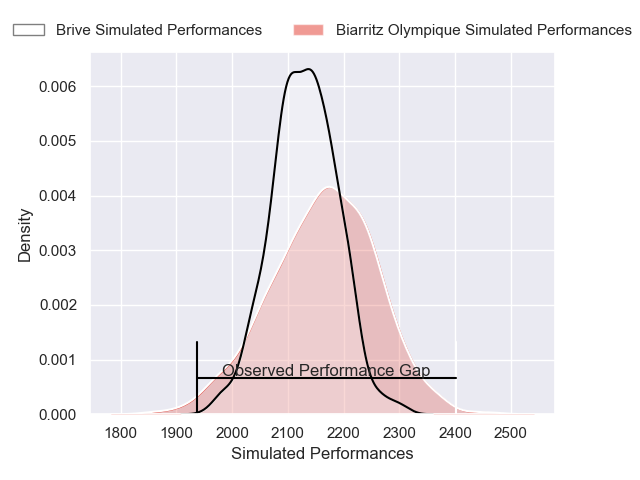 Brive Simulated Performances
Biarritz Olympique Simulated Performances
0.006
0.005
0.004
0.003
0.002
0.001
0.000
Density
Observed Performance Gap
1800 1900 2000 2100 2200 2300 2400 2500
Simulated Performances